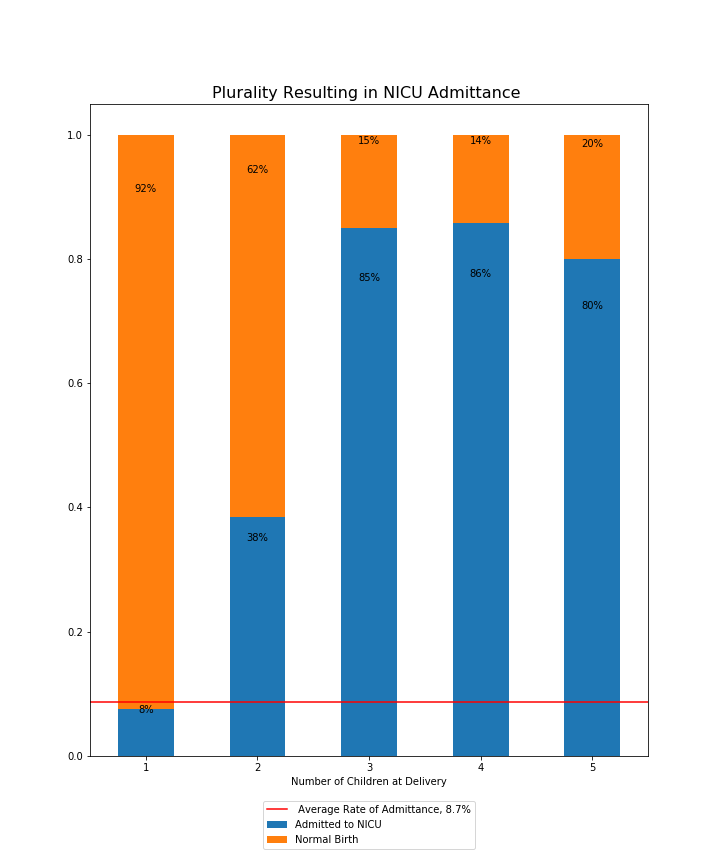 Plurality Resulting in NICU Admittance
1.0
0.8
0.6
0.4
0.2
0.0
92%
62%
15%
14%
20%
85%
86%
80%
38%
8%
1 2 3 4 5
Number of Children at Delivery
Average Rate of Admittance, 8.7%
Admitted to NICU
Normal Birth